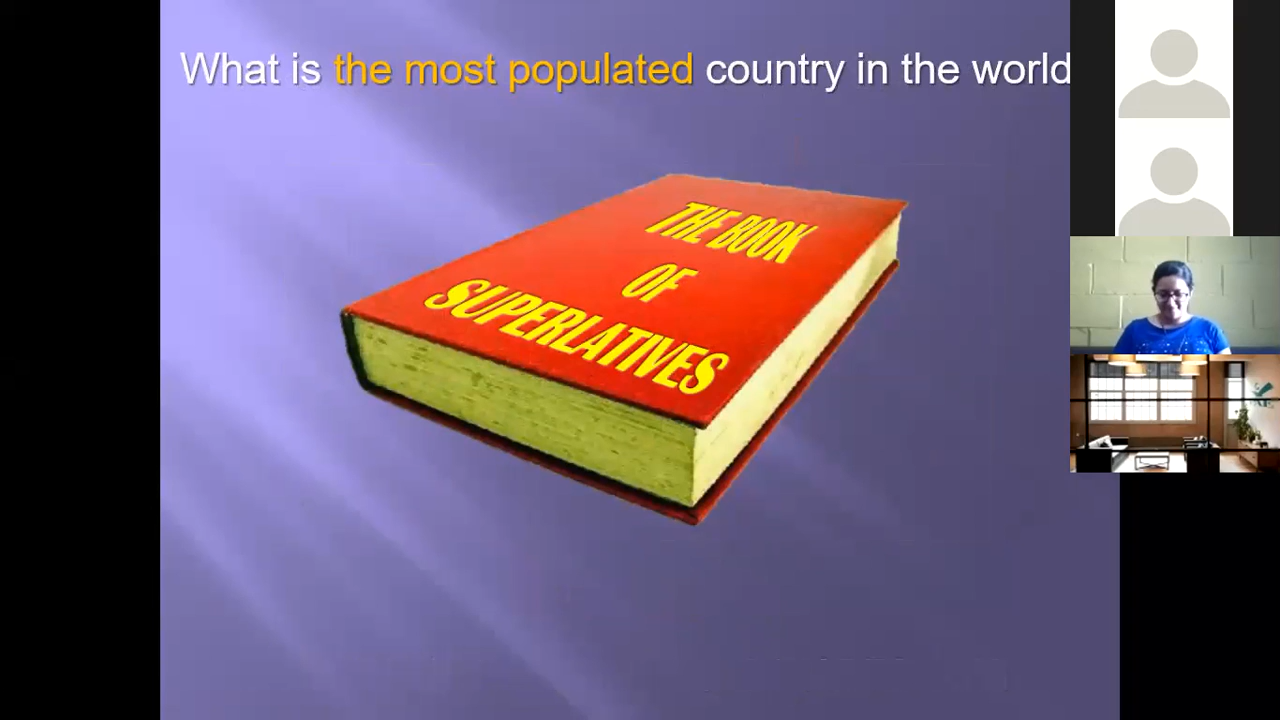 What is the most populated country in the world
THE BOOK
OF
SUPERLATIVES